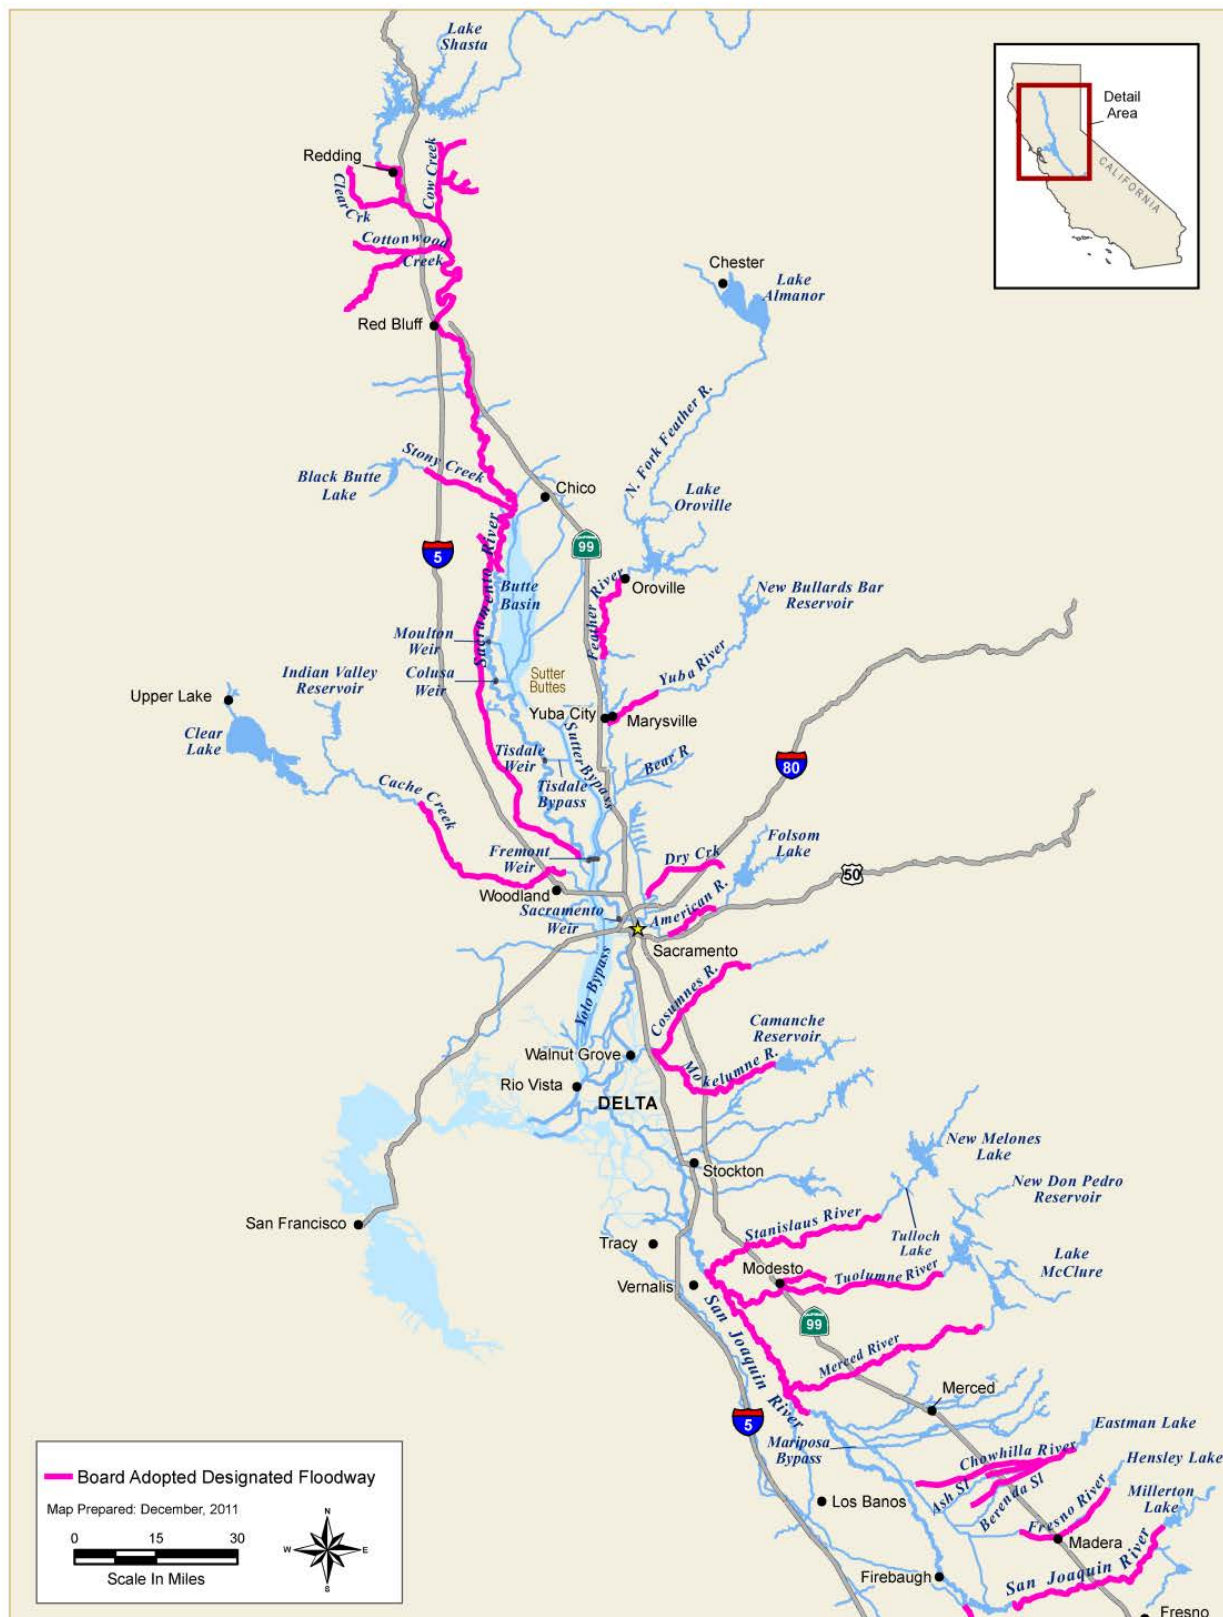 Lake
Shasta
Detail
Area
CALIFORNIA
Redding
Cow Creek
Clear Crk
Cottonwood
Creek
Chester
Lake
Almanor
Red Bluff
N. Fork Feather R.
Stony Creek
Black Butte
Lake
Chico
Lake
Oroville
5
CALIFORNIA
99
Sacramento River
Butte
Basin
Feather River
Oroville
New Bullards Bar
Reservoir
Moulton
Weir
Colusa
Weir
Sutter
Buttes
Yuba River
Indian Valley
Reservoir
Upper Lake
Clear
Lake
Yuba City
Marysville
Sutter Bypass
Tisdale
Weir
Tisdale
Bypass
Bear R
80
Cache Creek
Fremont
Weir
Dry Crk
Folsom
Lake
50
Woodland
Sacramento
Weir
American R.
Sacramento
Yolo Bypass
Cosumnes R.
Camanche
Reservoir
Walnut Grove
Mokelumne R.
Rio Vista
DELTA
New Melones
Lake
Stockton
New Don Pedro
Reservoir
San Francisco
Stanislaus River
Tulloch
Lake
Tracy
Lake
McClure
Modesto
Tuolumne River
Vernalis
San Joaquin River
CALIFORNIA
99
Merced River
Merced
5
Mariposa
Bypass
Eastman Lake
Chowhilla River
Hensley Lake
Ash Sl
Berenda Sl
Millerton
Lake
Los Banos
Fresno River
Madera
Firebaugh
San Joaquin River
Fresno
Board Adopted Designated Floodway
Map Prepared: December, 2011
0 15 30
Scale In Miles
N
W E
S